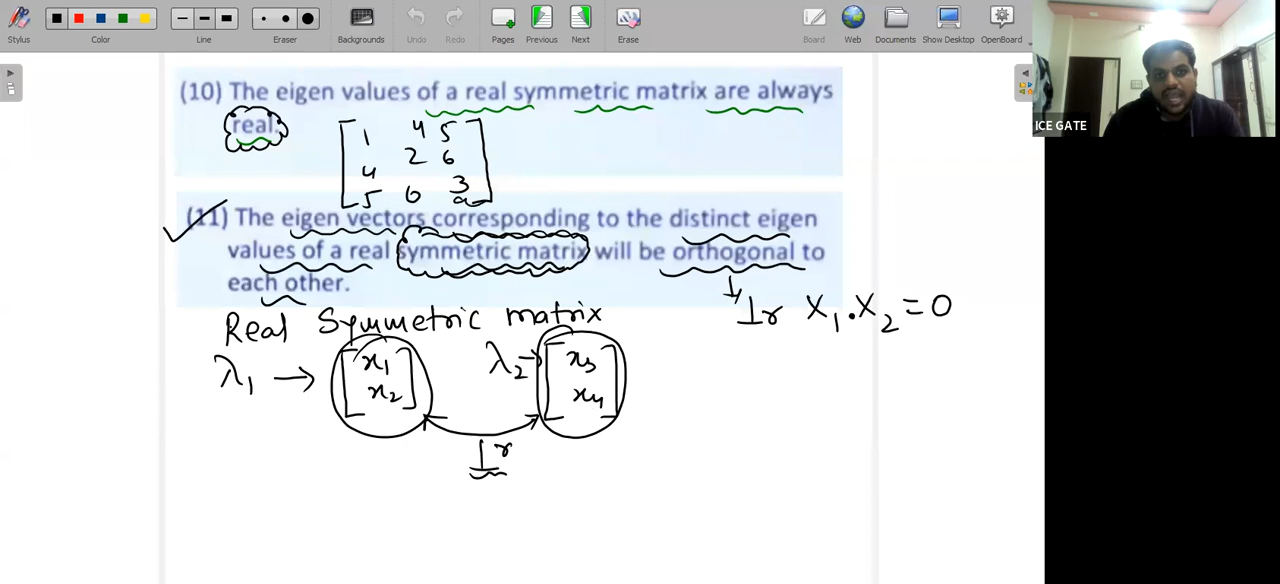 Stylus Color Line Eraser Backgrounds Undo Redo Pages Previous Next Erase Board Web Documents Show Desktop OpenBoard
ICE GATE
(10) The eigen values of a real symmetric matrix are always
real.
1 4 5
4 2 6
5 6 3
(11) The eigen vectors corresponding to the distinct eigen
values of a real symmetric matrix will be orthogonal to
each other.
⊥r X₁.X₂=0
Real Symmetric matrix
λ₁ → [x₁ x₂] λ₂ → [x₃ x₄]
⊥r